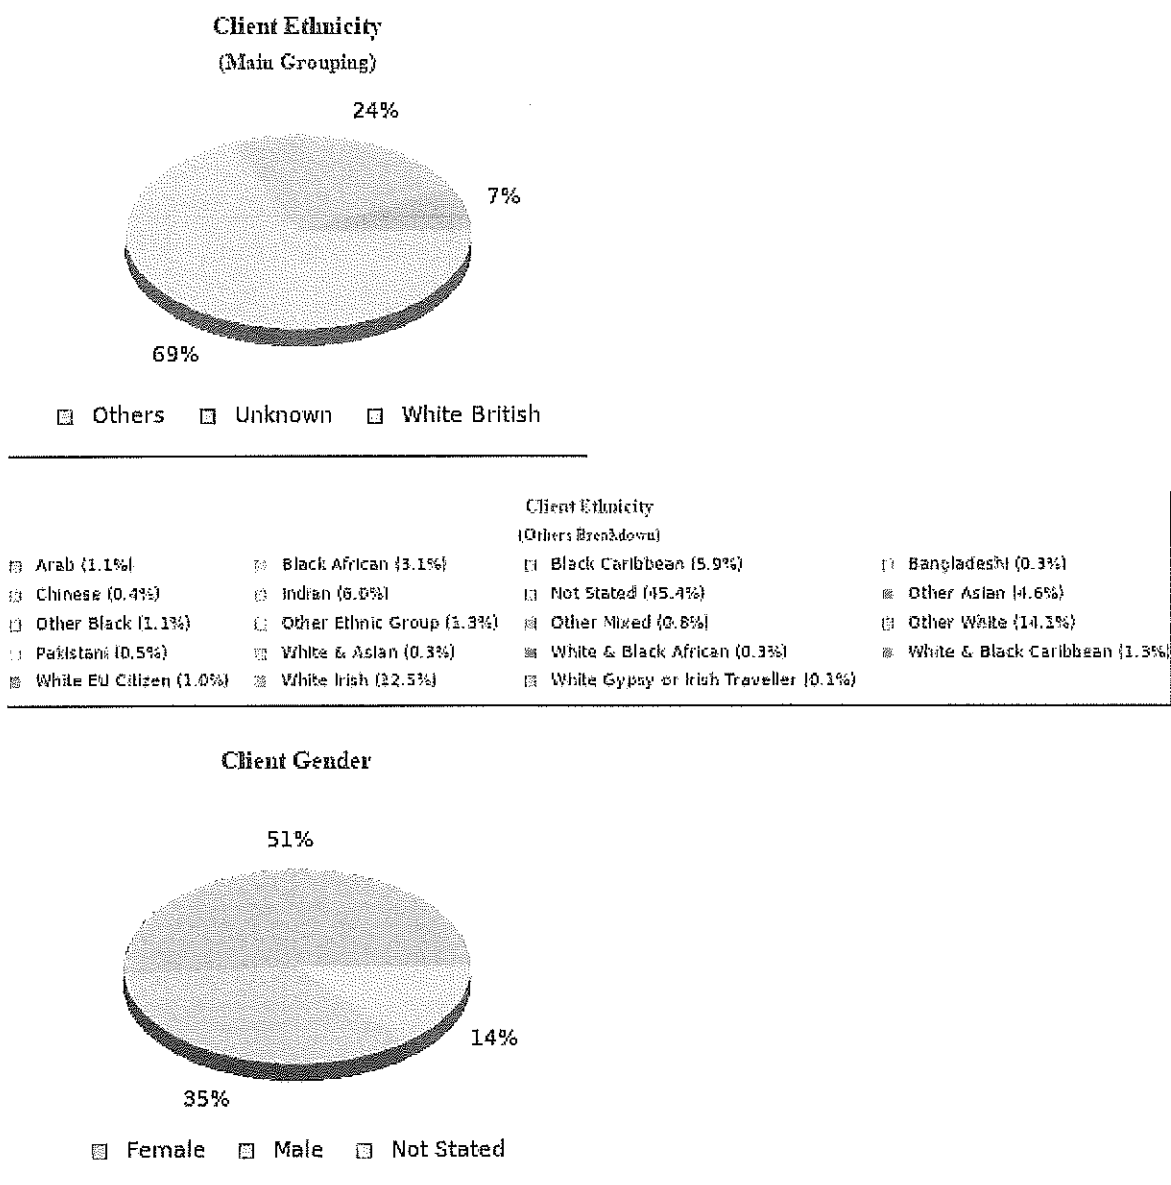 Client Ethnicity
(Main Grouping)
24%
7%
69%
Others Unknown White British
Client Ethnicity
(Others Breakdown)
Arab (1.1%) Black African (3.1%) Black Caribbean (5.9%) Bangladeshi (0.3%)
Chinese (0.4%) Indian (6.0%) Not Stated (45.4%) Other Asian (4.6%)
Other Black (1.1%) Other Ethnic Group (1.3%) Other Mixed (0.8%) Other White (14.1%)
Pakistani (0.5%) White & Asian (0.3%) White & Black African (0.3%) White & Black Caribbean (1.3%)
White EU Citizen (1.0%) White Irish (12.5%) White Gypsy or Irish Traveller (0.1%)
Client Gender
51%
14%
35%
Female Male Not Stated